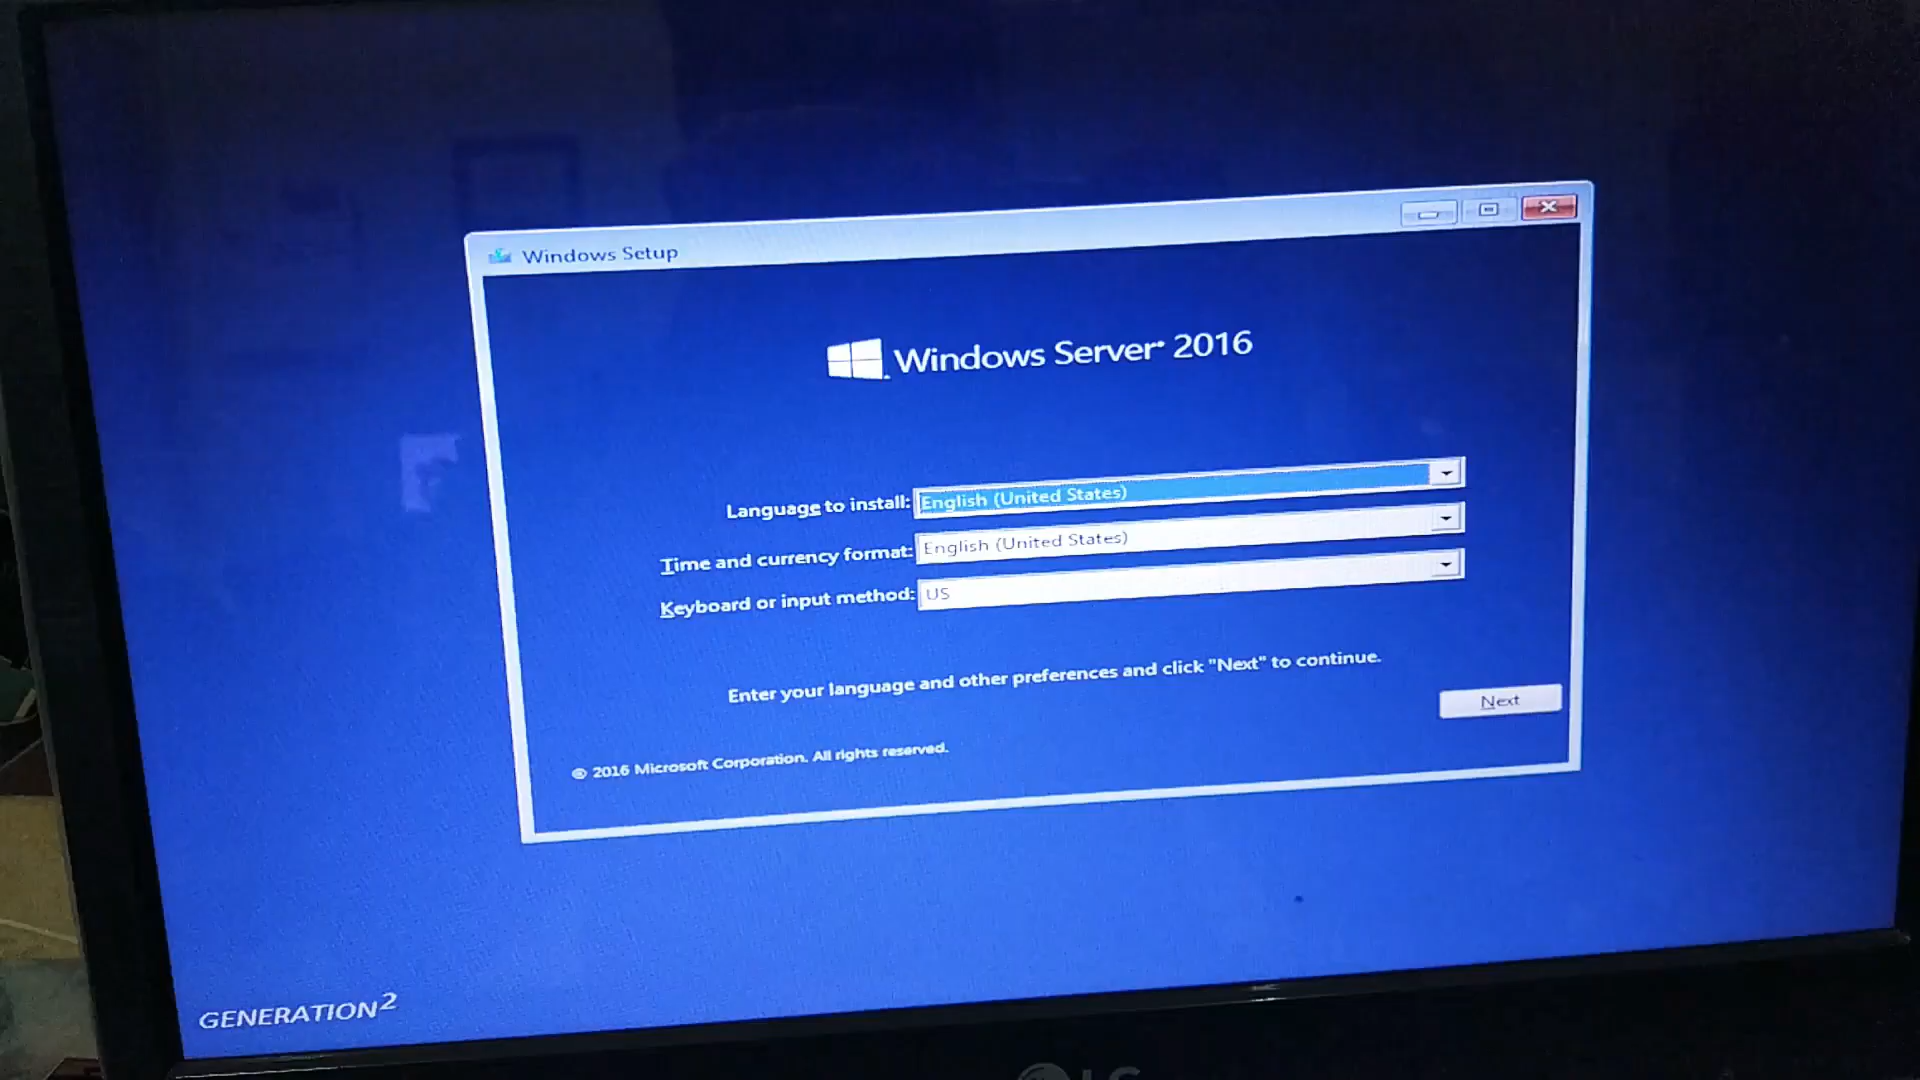 Windows Setup
Windows Server® 2016
Language to install: English (United States)
Time and currency format: English (United States)
Keyboard or input method: US
Enter your language and other preferences and click "Next" to continue.
Next
© 2016 Microsoft Corporation. All rights reserved.
GENERATION2
LG